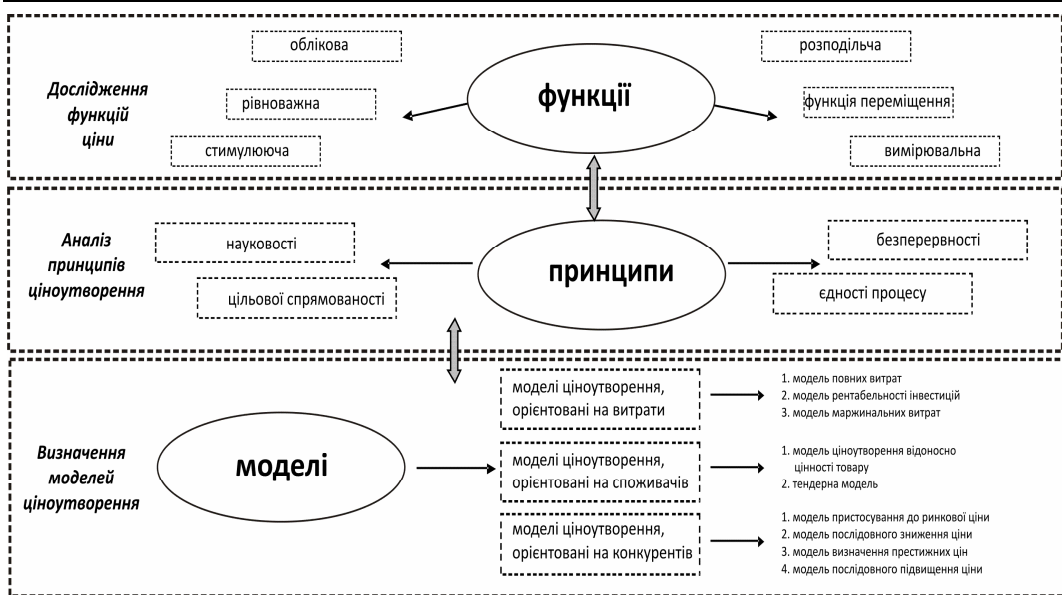 Дослідження
функцій
ціни
облікова
рівноважна
стимулююча
функції
розподільча
функція переміщення
вимірювальна
Аналіз
принципів
ціноутворення
науковості
цільової спрямованості
принципи
безперервності
єдності процесу
Визначення
моделей
ціноутворення
моделі
моделі ціноутворення,
орієнтовані на витрати
1. модель повних витрат
2. модель рентабельності інвестицій
3. модель маржинальних витрат
моделі ціноутворення,
орієнтовані на споживачів
1. модель ціноутворення відоносно
цінності товару
2. тендерна модель
моделі ціноутворення,
орієнтовані на конкурентів
1. модель пристосування до ринкової ціни
2. модель послідовного зниження ціни
3. модель визначення престижних цін
4. модель послідовного підвищення ціни